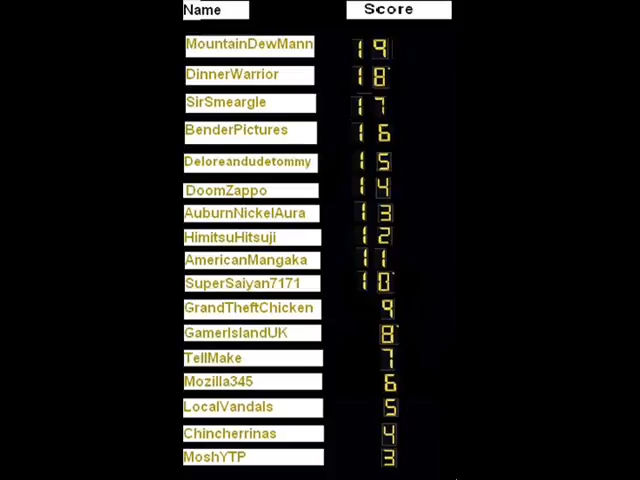 Name Score
MountainDewMann 19
DinnerWarrior 18
SirSmeargle 17
BenderPictures 16
Deloreandudetommy 15
DoomZappo 14
AuburnNickelAura 13
HimitsuHitsuji 12
AmericanMangaka 11
SuperSaiyan7171 10
GrandTheftChicken 9
GamerIslandUK 8
TellMake 7
Mozilla345 6
LocalVandals 5
Chincherrinas 4
MoshYTP 3